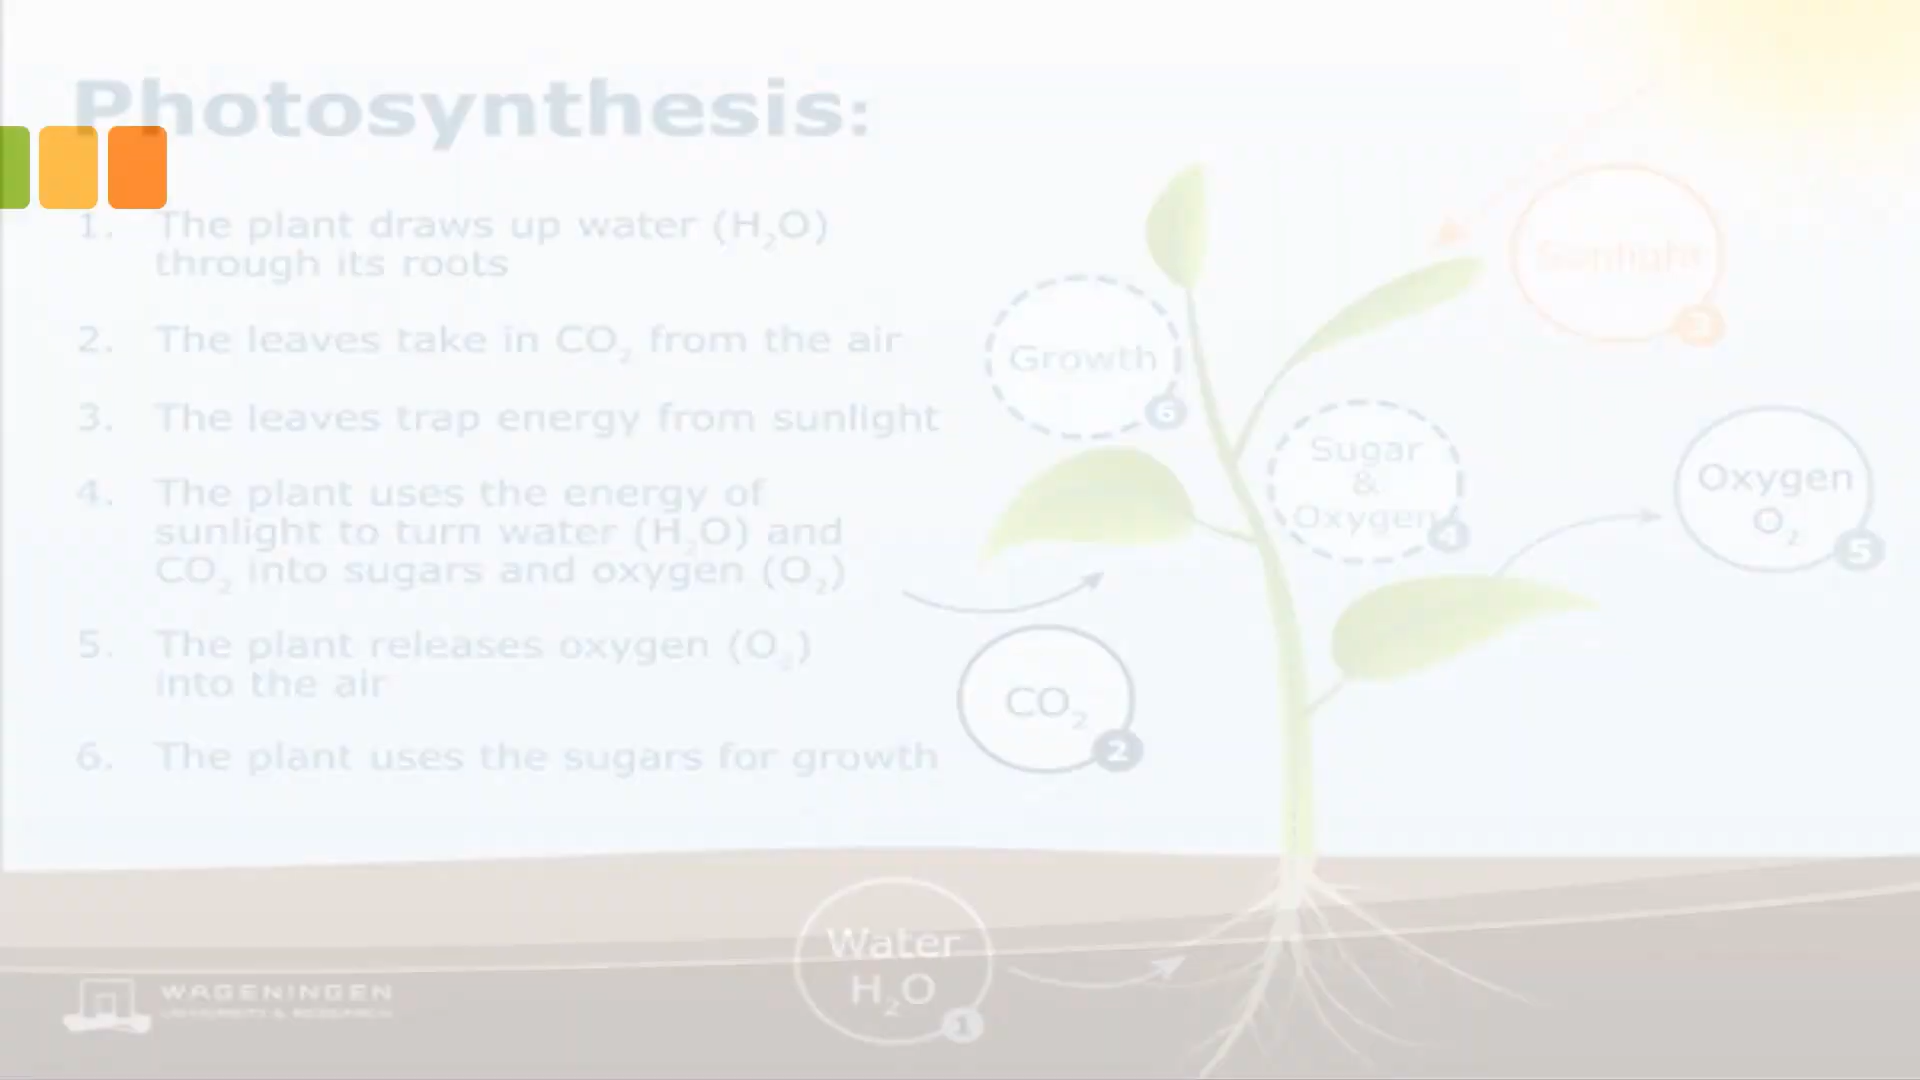 Photosynthesis:
1. The plant draws up water (H₂O)
through its roots
2. The leaves take in CO₂ from the air
3. The leaves trap energy from sunlight
4. The plant uses the energy of
sunlight to turn water (H₂O) and
CO₂ into sugars and oxygen (O₂)
5. The plant releases oxygen (O₂)
into the air
6. The plant uses the sugars for growth
Sunlight
3
Growth
6
Sugar
&
Oxygen
4
Oxygen
O₂
5
CO₂
2
Water
H₂O
1
WAGENINGEN
UNIVERSITY & RESEARCH